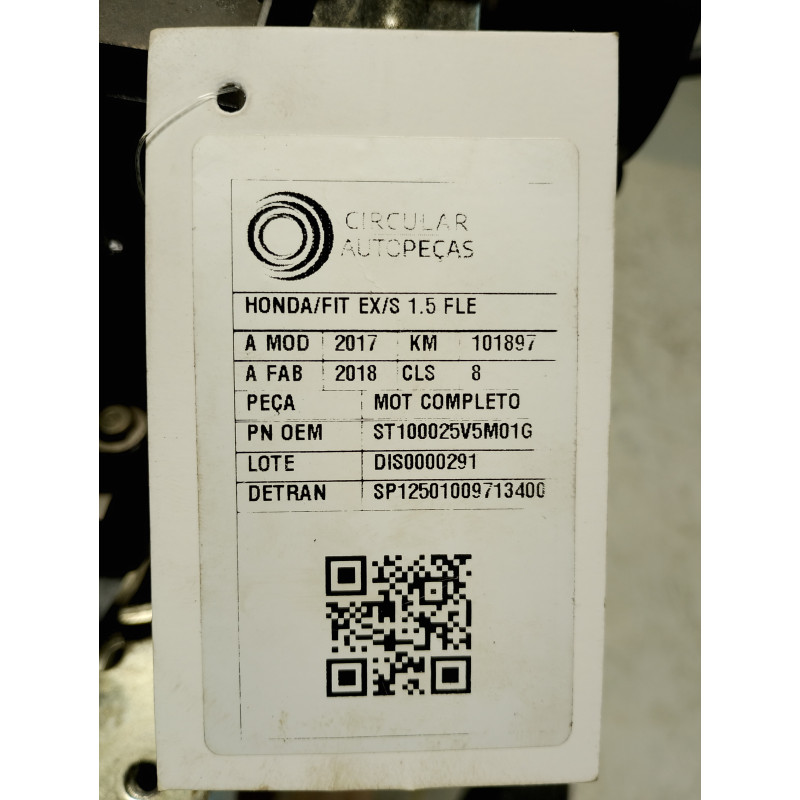 CIRCULAR
AUTOPEÇAS
HONDA/FIT EX/S 1.5 FLE
A MOD 2017 KM 101897
A FAB 2018 CLS 8
PEÇA MOT COMPLETO
PN OEM ST100025V5M01G
LOTE DIS0000291
DETRAN SP12501009713400